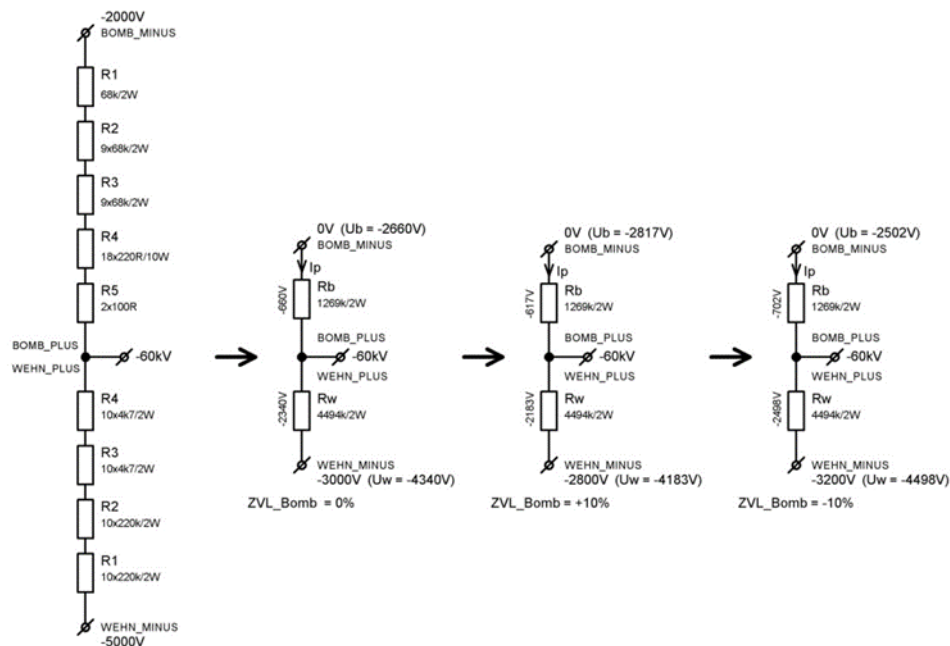 -2000V
BOMB_MINUS
R1
68k/2W
R2
9x68k/2W
R3
9x68k/2W
R4
18x220R/10W
R5
2x100R
BOMB_PLUS
-60kV
WEHN_PLUS
R4
10x4k7/2W
R3
10x4k7/2W
R2
10x220k/2W
R1
10x220k/2W
WEHN_MINUS
-5000V
0V (Ub = -2660V)
BOMB_MINUS
Ip
-660V
Rb
1269k/2W
BOMB_PLUS
-60kV
WEHN_PLUS
-2340V
Rw
4494k/2W
WEHN_MINUS
-3000V (Uw = -4340V)
ZVL_Bomb = 0%
0V (Ub = -2817V)
BOMB_MINUS
Ip
-617V
Rb
1269k/2W
BOMB_PLUS
-60kV
WEHN_PLUS
-2183V
Rw
4494k/2W
WEHN_MINUS
-2800V (Uw = -4183V)
ZVL_Bomb = +10%
0V (Ub = -2502V)
BOMB_MINUS
Ip
-702V
Rb
1269k/2W
BOMB_PLUS
-60kV
WEHN_PLUS
-2498V
Rw
4494k/2W
WEHN_MINUS
-3200V (Uw = -4498V)
ZVL_Bomb = -10%